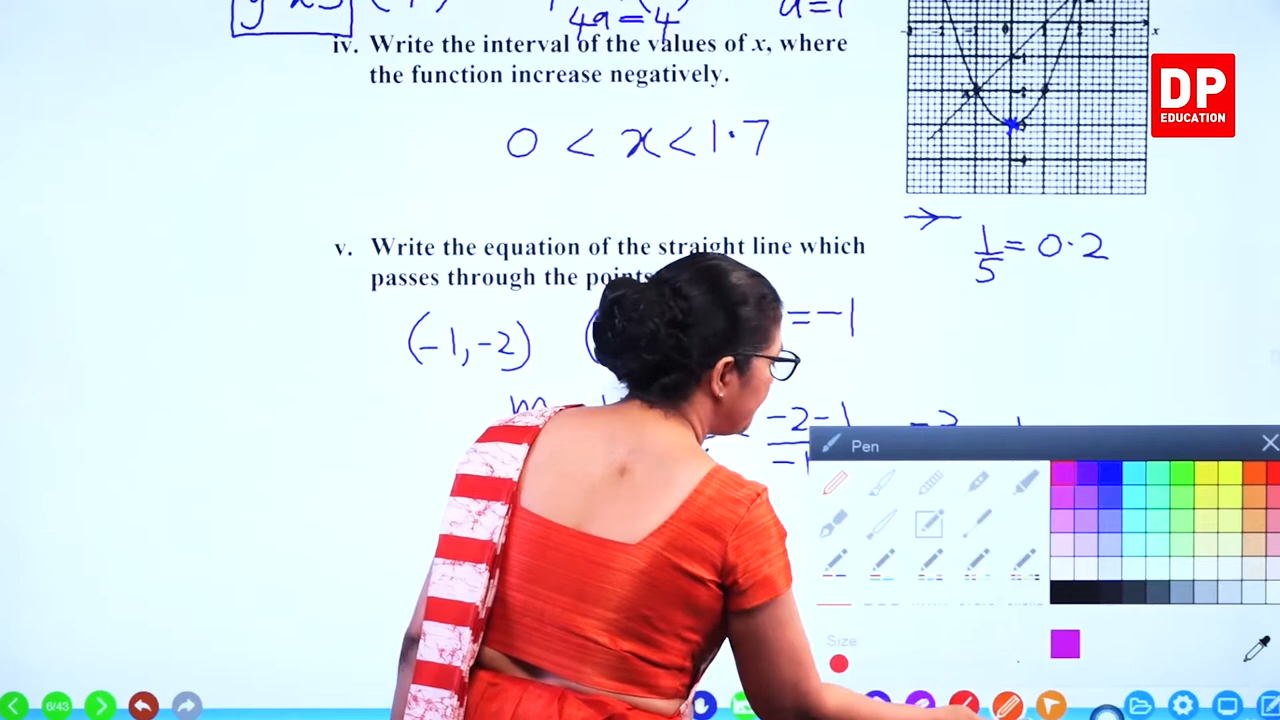 4a = 4 a = 1
iv. Write the interval of the values of x, where
the function increase negatively.
0 < x < 1.7
DP
EDUCATION
1/5 = 0.2
v. Write the equation of the straight line which
passes through the points
(-1, -2) ( = -1
m -2-1
Pen
Size
6/43